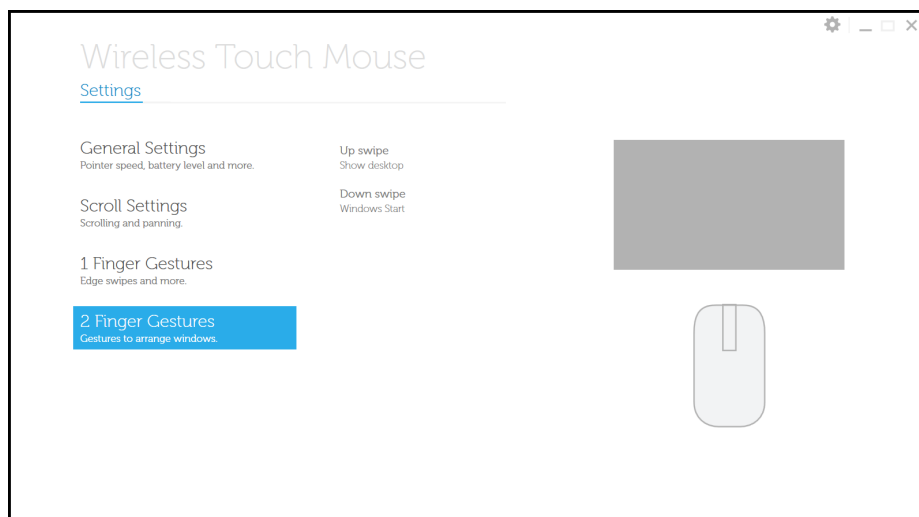 Wireless Touch Mouse
Settings
General Settings
Pointer speed, battery level and more.
Scroll Settings
Scrolling and panning.
1 Finger Gestures
Edge swipes and more.
2 Finger Gestures
Gestures to arrange windows.
Up swipe
Show desktop
Down swipe
Windows Start